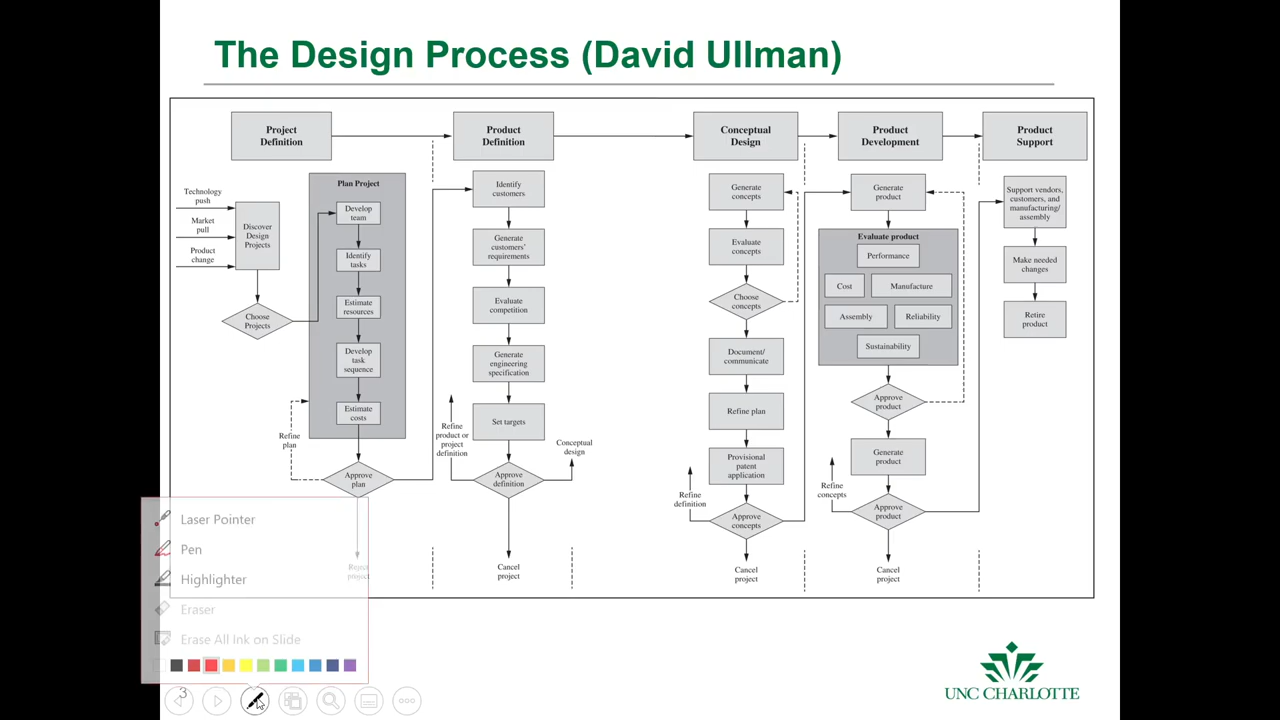 The Design Process (David Ullman)
Project
Definition
Product
Definition
Conceptual
Design
Product
Development
Product
Support
Technology
push
Market
pull
Product
change
Discover
Design
Projects
Choose
Projects
Plan Project
Develop
team
Identify
tasks
Estimate
resources
Develop
task
sequence
Estimate
costs
Refine
plan
Approve
plan
Reject
project
Identify
customers
Generate
customers'
requirements
Evaluate
competition
Generate
engineering
specification
Set targets
Refine
product or
project
definition
Conceptual
design
Approve
definition
Cancel
project
Generate
concepts
Evaluate
concepts
Choose
concepts
Document/
communicate
Refine plan
Provisional
patent
application
Refine
definition
Approve
concepts
Cancel
project
Generate
product
Evaluate product
Performance
Cost
Manufacture
Assembly
Reliability
Sustainability
Approve
product
Generate
product
Refine
concepts
Approve
product
Cancel
project
Support vendors,
customers, and
manufacturing/
assembly
Make needed
changes
Retire
product
Laser Pointer
Pen
Highlighter
Eraser
Erase All Ink on Slide
3
UNC CHARLOTTE